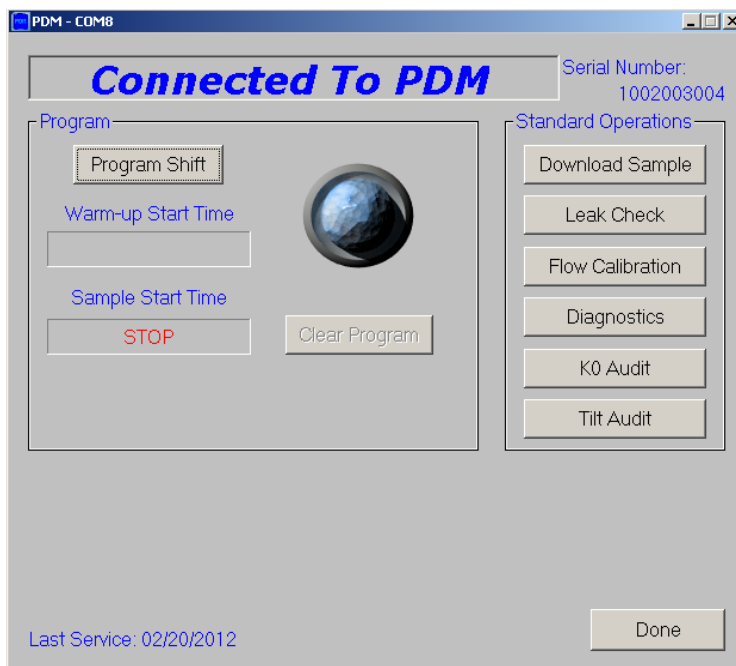 PDM
PDM - COM8
Connected To PDM
Serial Number:
1002003004
Program
Program Shift
Warm-up Start Time
Sample Start Time
STOP
Clear Program
Standard Operations
Download Sample
Leak Check
Flow Calibration
Diagnostics
K0 Audit
Tilt Audit
Last Service: 02/20/2012
Done